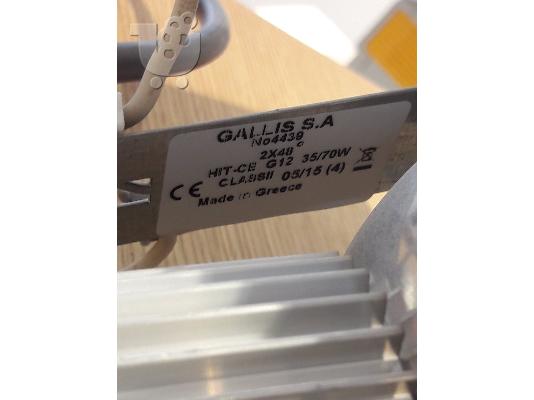 GALLIS S.A
No4439
2X48°
HIT-CE G12 35/70W
CLASSII 05/15 (4)
CE Made in Greece